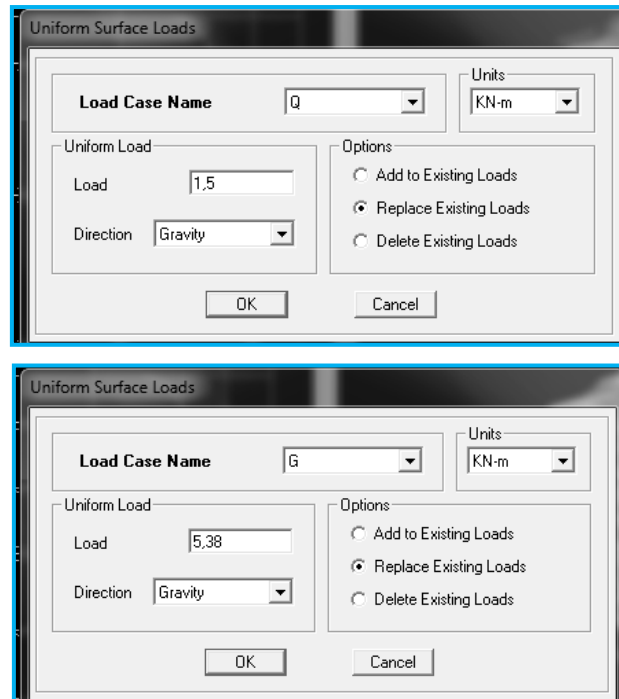 Uniform Surface Loads
Units
Load Case Name Q KN-m
Uniform Load Options
Load 1,5 Add to Existing Loads
Replace Existing Loads
Direction Gravity Delete Existing Loads
OK Cancel
Uniform Surface Loads
Units
Load Case Name G KN-m
Uniform Load Options
Load 5,38 Add to Existing Loads
Replace Existing Loads
Direction Gravity Delete Existing Loads
OK Cancel